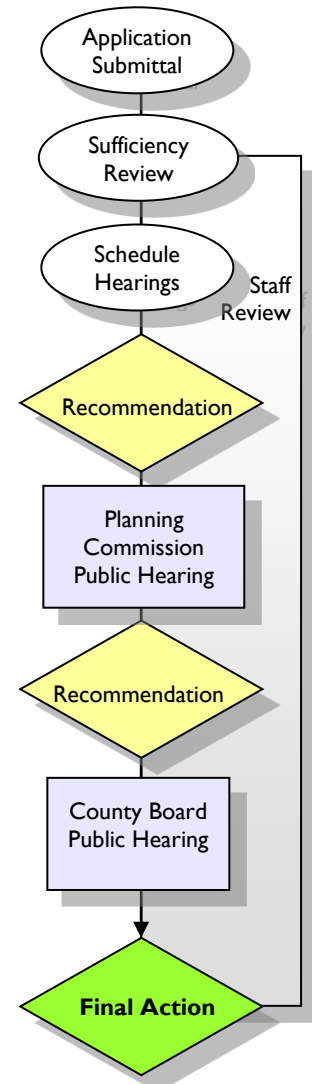 Application
Submittal
Sufficiency
Review
Schedule
Hearings
Staff
Review
Recommendation
Planning
Commission
Public Hearing
Recommendation
County Board
Public Hearing
Final Action